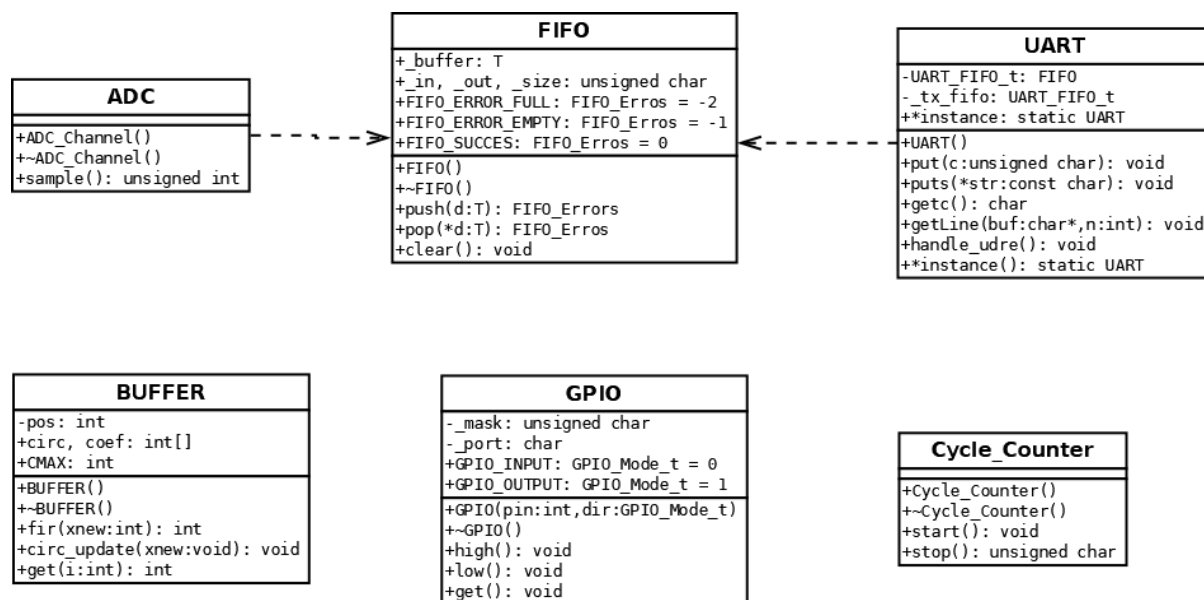 FIFO
+_buffer: T
+_in, _out, _size: unsigned char
+FIFO_ERROR_FULL: FIFO_Erros = -2
+FIFO_ERROR_EMPTY: FIFO_Erros = -1
+FIFO_SUCCES: FIFO_Erros = 0
+FIFO()
+~FIFO()
+push(d:T): FIFO_Errors
+pop(*d:T): FIFO_Erros
+clear(): void
UART
-UART_FIFO_t: FIFO
-_tx_fifo: UART_FIFO_t
+*instance: static UART
+UART()
+put(c:unsigned char): void
+puts(*str:const char): void
+getc(): char
+getLine(buf:char*,n:int): void
+handle_udre(): void
+*instance(): static UART
ADC
+ADC_Channel()
+~ADC_Channel()
+sample(): unsigned int
BUFFER
-pos: int
+circ, coef: int[]
+CMAX: int
+BUFFER()
+~BUFFER()
+fir(xnew:int): int
+circ_update(xnew:void): void
+get(i:int): int
GPIO
-_mask: unsigned char
-_port: char
+GPIO_INPUT: GPIO_Mode_t = 0
+GPIO_OUTPUT: GPIO_Mode_t = 1
+GPIO(pin:int,dir:GPIO_Mode_t)
+~GPIO()
+high(): void
+low(): void
+get(): void
Cycle_Counter
+Cycle_Counter()
+~Cycle_Counter()
+start(): void
+stop(): unsigned char